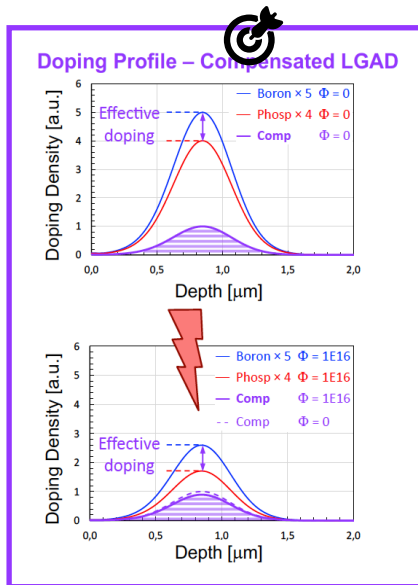 Doping Profile – Compensated LGAD
6
5
4
3
2
1
0
Doping Density [a.u.]
Effective
doping
Boron × 5 Φ = 0
Phosp × 4 Φ = 0
Comp Φ = 0
0,0 0,5 1,0 1,5 2,0
Depth [µm]
6
5
4
3
2
1
0
Doping Density [a.u.]
Effective
doping
Boron × 5 Φ = 1E16
Phosp × 4 Φ = 1E16
Comp Φ = 1E16
Comp Φ = 0
0,0 0,5 1,0 1,5 2,0
Depth [µm]